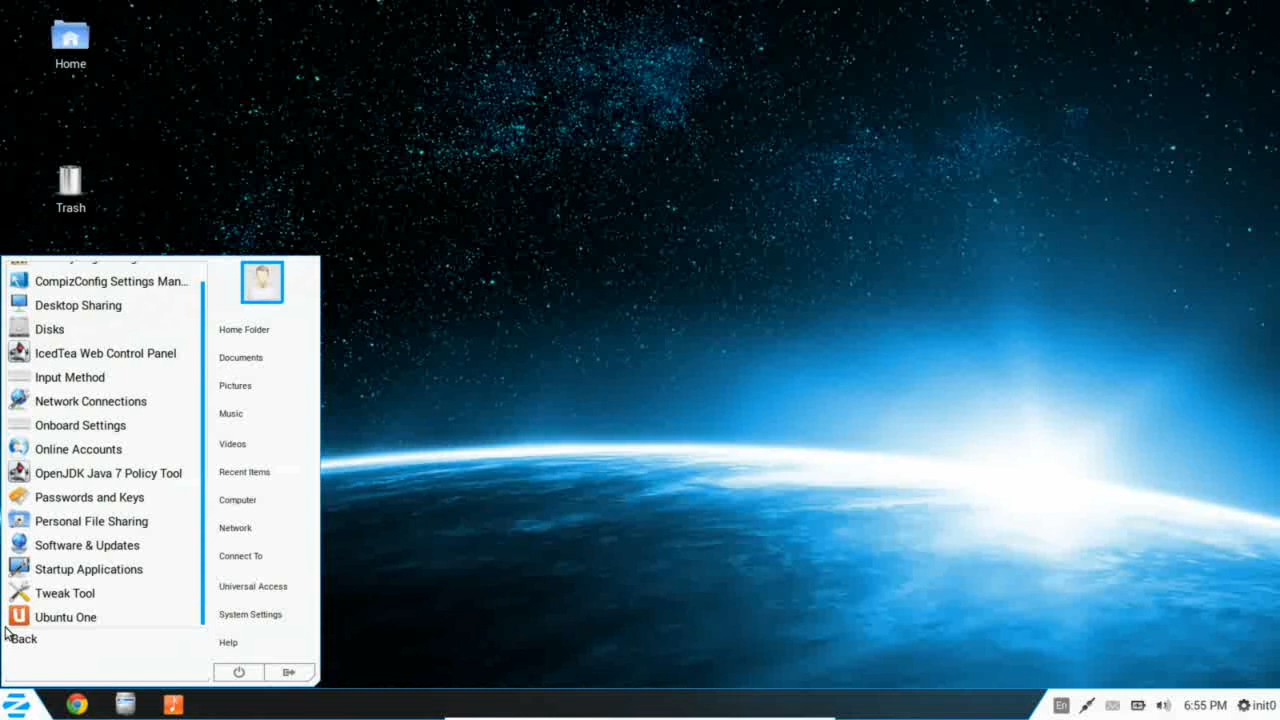 Home
Trash
CompizConfig Settings Man...
Desktop Sharing
Disks
IcedTea Web Control Panel
Input Method
Network Connections
Onboard Settings
Online Accounts
OpenJDK Java 7 Policy Tool
Passwords and Keys
Personal File Sharing
Software & Updates
Startup Applications
Tweak Tool
Ubuntu One
Back
Home Folder
Documents
Pictures
Music
Videos
Recent Items
Computer
Network
Connect To
Universal Access
System Settings
Help
En
6:55 PM
init0